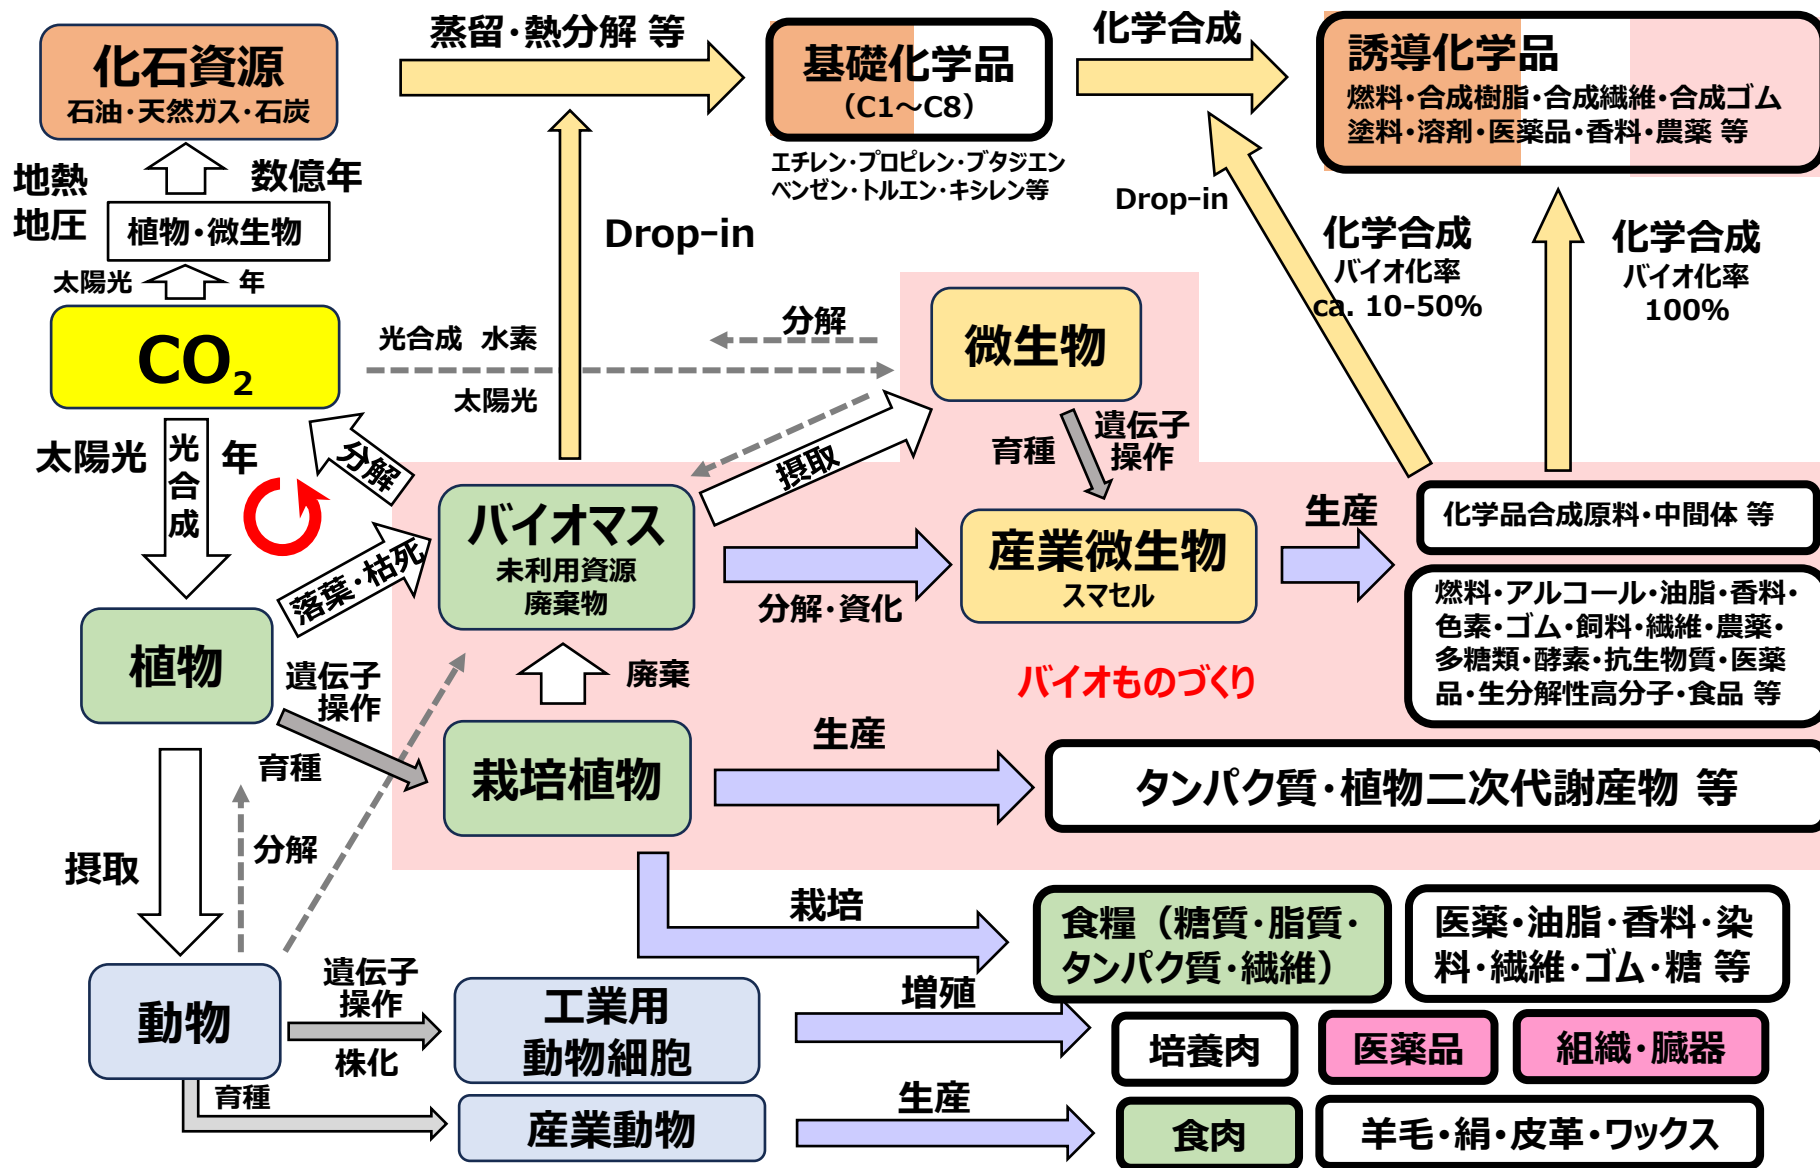 化石資源
石油・天然ガス・石炭
蒸留・熱分解 等
基礎化学品
（C1～C8）
エチレン・プロピレン・ブタジエン
ベンゼン・トルエン・キシレン等
化学合成
誘導化学品
燃料・合成樹脂・合成繊維・合成ゴム
塗料・溶剤・医薬品・香料・農薬 等
地熱
地圧
数億年
植物・微生物
太陽光
年
Drop-in
Drop-in
化学合成
バイオ化率
ca. 10-50%
化学合成
バイオ化率
100%
CO2
光合成 水素
太陽光
分解
微生物
太陽光
光合成
年
分解
摂取
育種
遺伝子
操作
バイオマス
未利用資源
廃棄物
落葉・枯死
分解・資化
産業微生物
スマセル
生産
化学品合成原料・中間体 等
燃料・アルコール・油脂・香料・
色素・ゴム・飼料・繊維・農薬・
多糖類・酵素・抗生物質・医薬
品・生分解性高分子・食品 等
植物
遺伝子
操作
育種
廃棄
バイオものづくり
栽培植物
生産
タンパク質・植物二次代謝産物 等
摂取
分解
栽培
食糧（糖質・脂質・
タンパク質・繊維）
医薬・油脂・香料・染
料・繊維・ゴム・糖 等
動物
遺伝子
操作
株化
工業用
動物細胞
増殖
培養肉
医薬品
組織・臓器
育種
産業動物
生産
食肉
羊毛・絹・皮革・ワックス